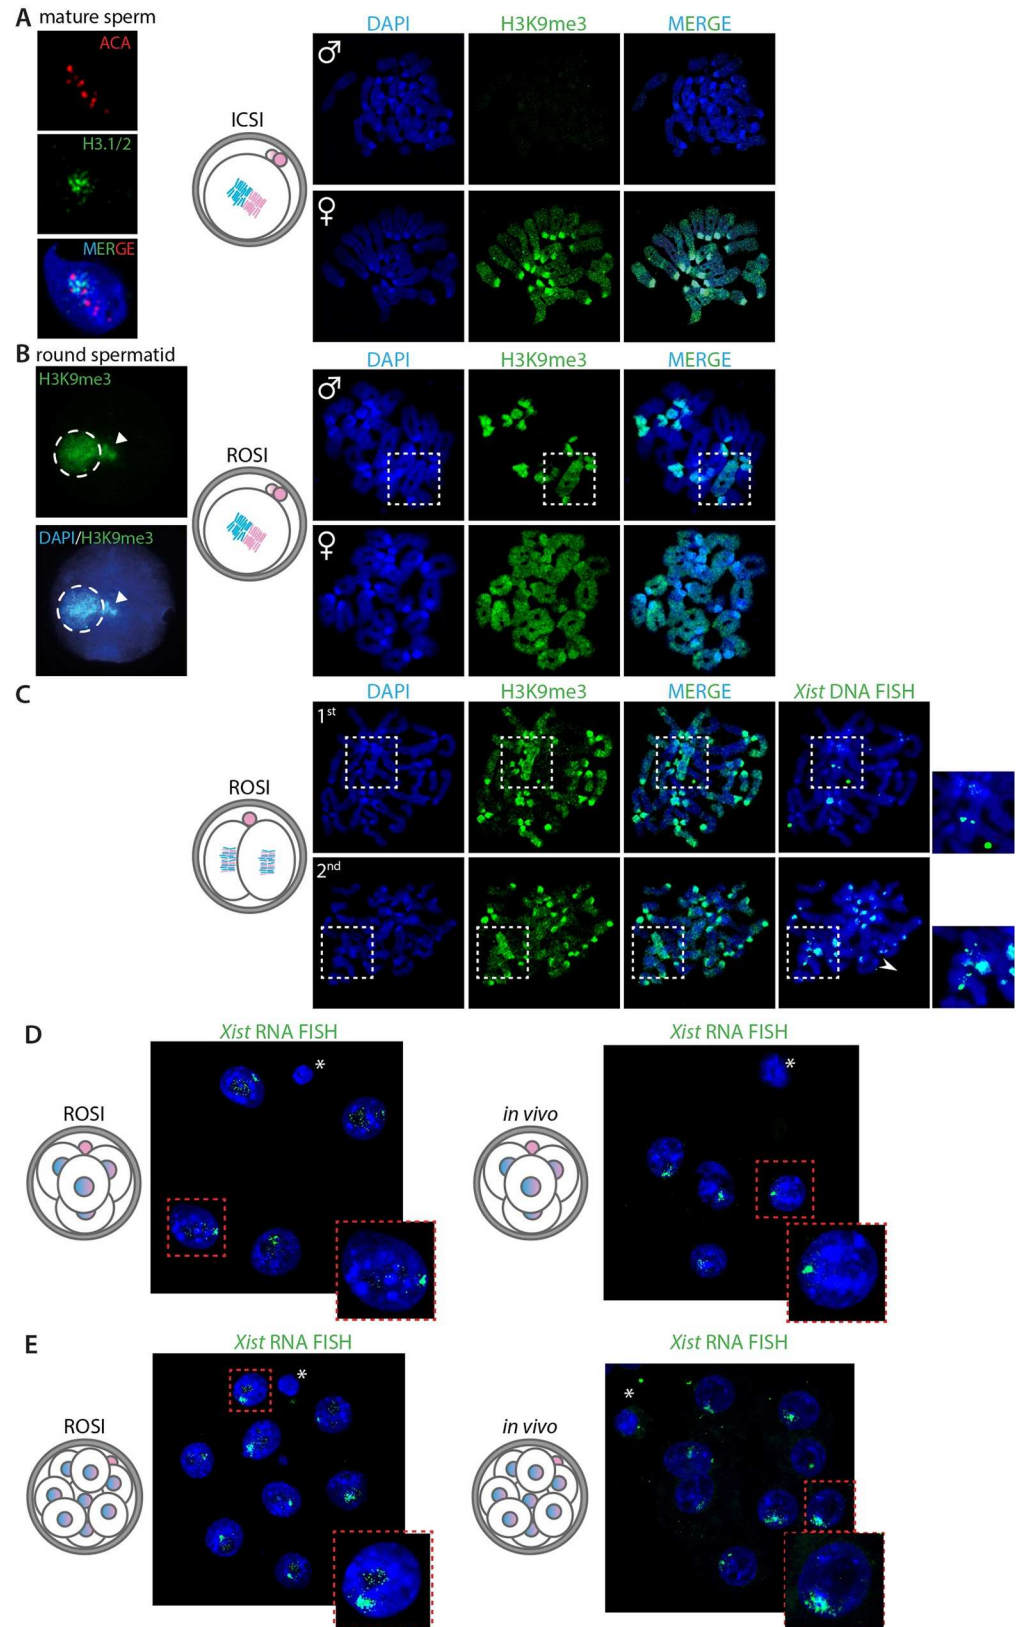 A mature sperm
ACA
H3.1/2
MERGE
ICSI
DAPI H3K9me3 MERGE
♂
♀
B round spermatid
H3K9me3
DAPI/H3K9me3
ROSI
DAPI H3K9me3 MERGE
♂
♀
C
ROSI
DAPI H3K9me3 MERGE Xist DNA FISH
1st
2nd
D
Xist RNA FISH Xist RNA FISH
ROSI
*
in vivo
*
E
Xist RNA FISH Xist RNA FISH
ROSI
*
in vivo
*